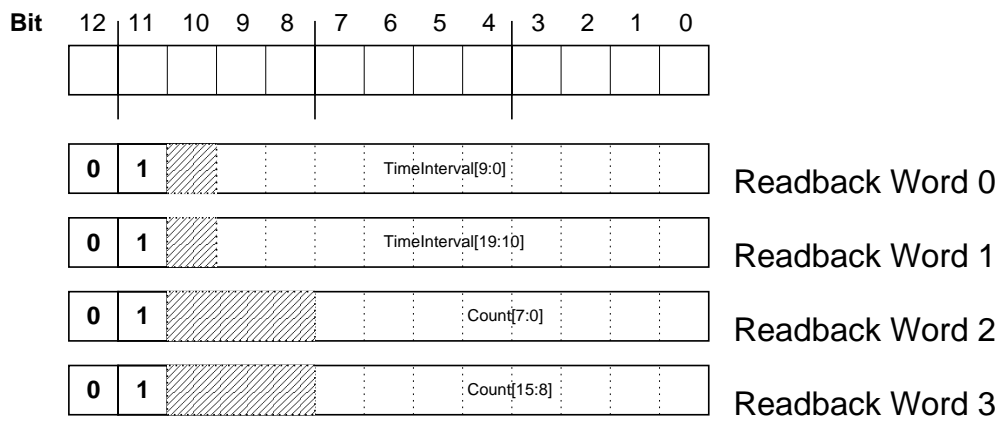 Bit 12 11 10 9 8 7 6 5 4 3 2 1 0
0 1 TimeInterval[9:0] Readback Word 0
0 1 TimeInterval[19:10] Readback Word 1
0 1 Count[7:0] Readback Word 2
0 1 Count[15:8] Readback Word 3